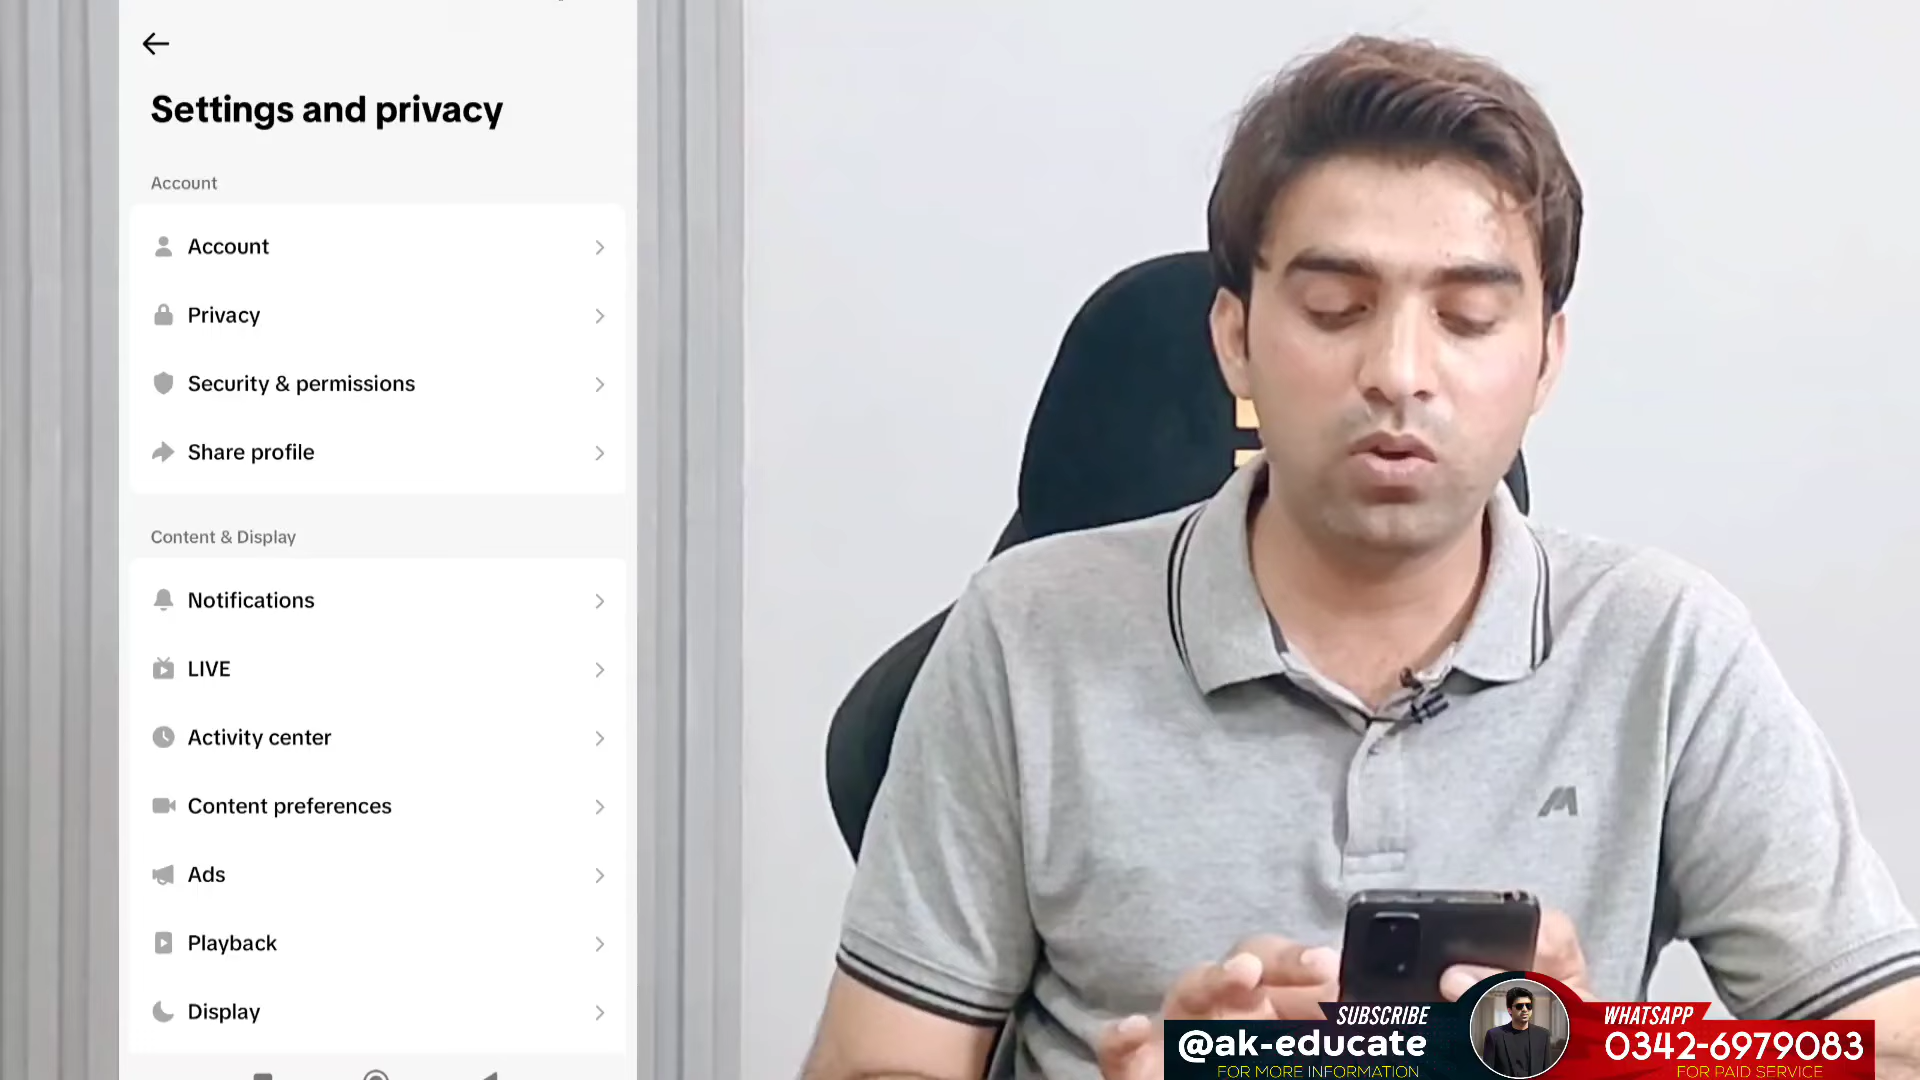 Settings and privacy
Account
Account
Privacy
Security & permissions
Share profile
Content & Display
Notifications
LIVE
Activity center
Content preferences
Ads
Playback
Display
SUBSCRIBE
@ak-educate
FOR MORE INFORMATION
WHATSAPP
0342-6979083
FOR PAID SERVICE